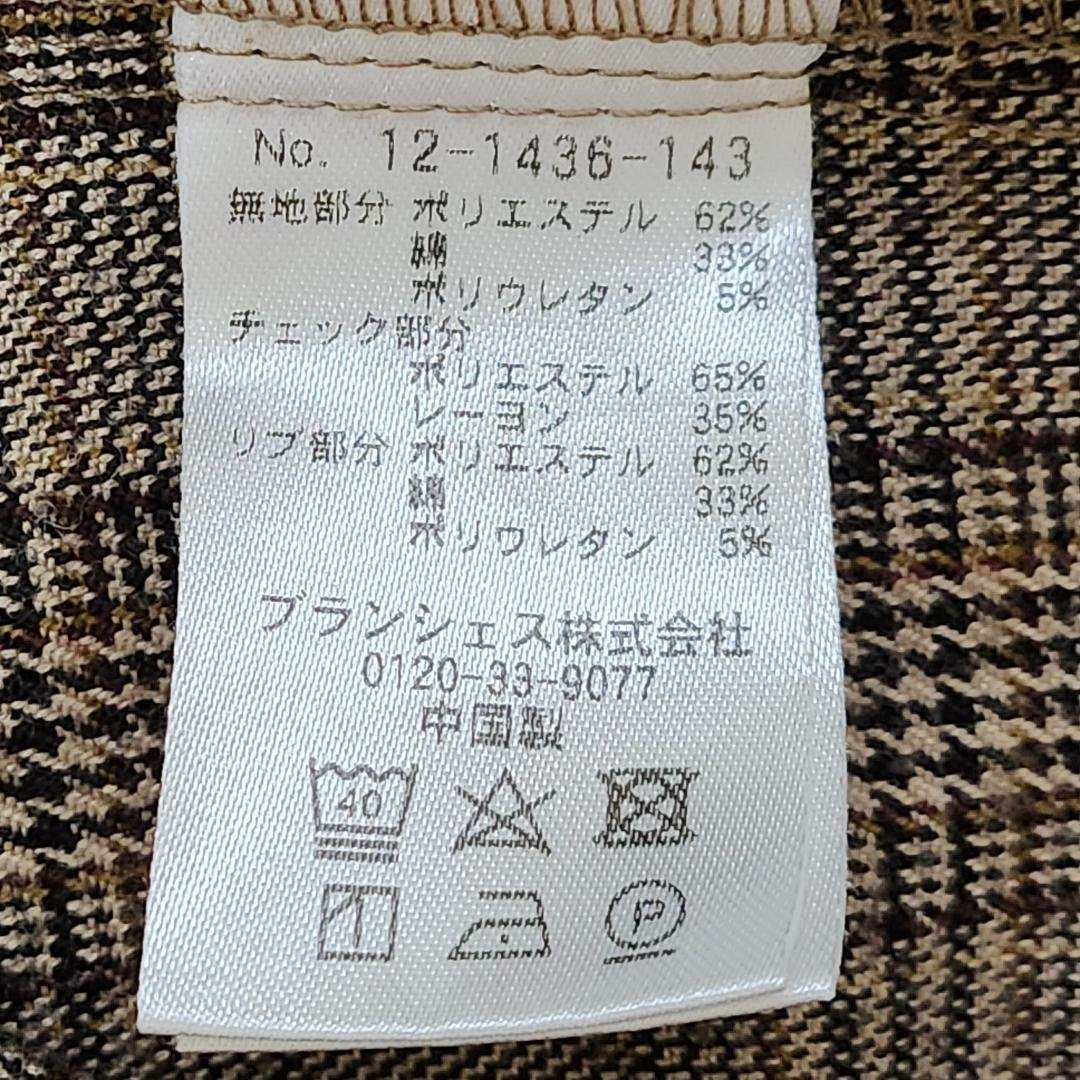 No. 12-1436-143
無地部分 ポリエステル 62%
綿 33%
ポリウレタン 5%
チェック部分
ポリエステル 65%
レーヨン 35%
リブ部分 ポリエステル 62%
綿 33%
ポリウレタン 5%
ブランシェス株式会社
0120-33-9077
中国製
40
P